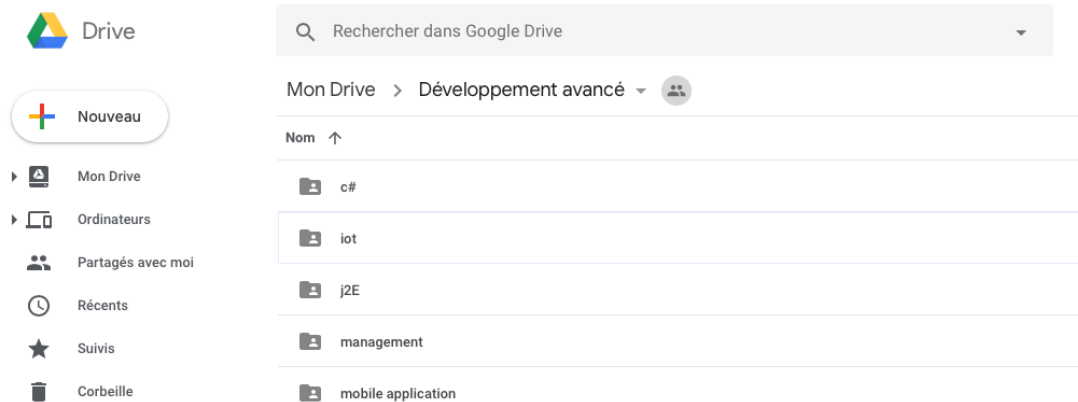 Drive
Rechercher dans Google Drive
Mon Drive > Développement avancé
Nouveau
Nom
Mon Drive
Ordinateurs
Partagés avec moi
Récents
Suivis
Corbeille
c#
iot
j2E
management
mobile application